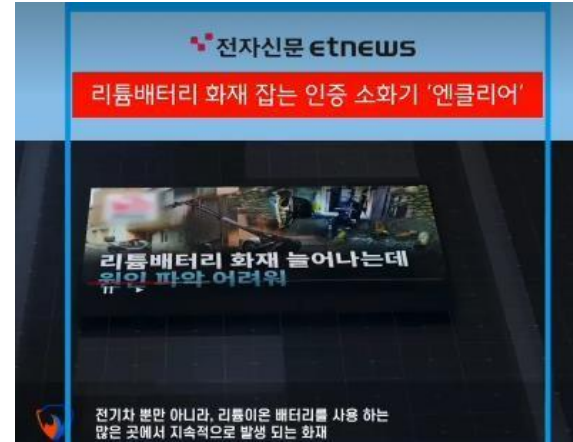 전자신문 etnews
리튬배터리 화재 잡는 인증 소화기 ‘엔클리어’
리튬배터리 화재 늘어나는데
원인 파악 어려워
전기차 뿐만 아니라, 리튬이온 배터리를 사용 하는
많은 곳에서 지속적으로 발생 되는 화재